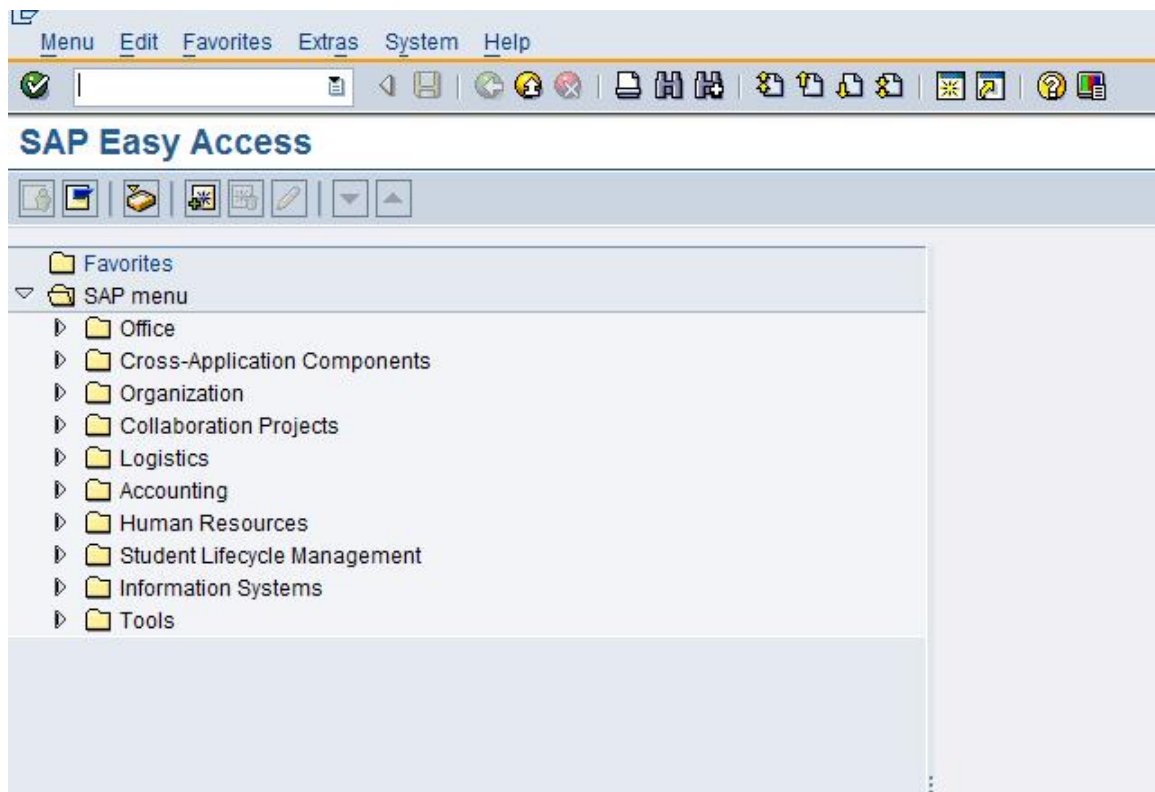 Menu Edit Favorites Extras System Help
SAP Easy Access
Favorites
SAP menu
Office
Cross-Application Components
Organization
Collaboration Projects
Logistics
Accounting
Human Resources
Student Lifecycle Management
Information Systems
Tools